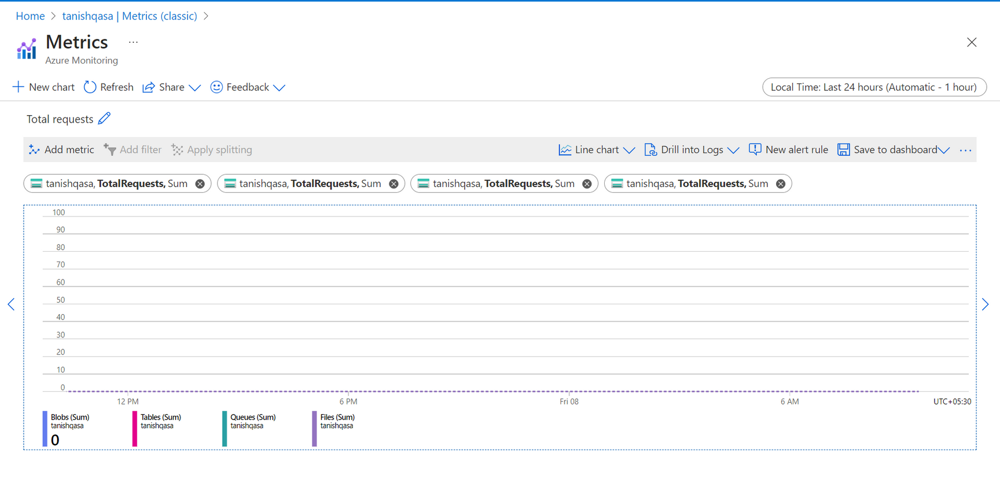 Home > tanishqasa | Metrics (classic) >
Metrics ...
Azure Monitoring
New chart Refresh Share Feedback Local Time: Last 24 hours (Automatic - 1 hour)
Total requests
Add metric Add filter Apply splitting Line chart Drill into Logs New alert rule Save to dashboard ...
tanishqasa, TotalRequests, Sum tanishqasa, TotalRequests, Sum tanishqasa, TotalRequests, Sum tanishqasa, TotalRequests, Sum
100
90
80
70
60
50
40
30
20
10
0
12 PM 6 PM Fri 08 6 AM UTC+05:30
Blobs (Sum) Tables (Sum) Queues (Sum) Files (Sum)
tanishqasa tanishqasa tanishqasa tanishqasa
0